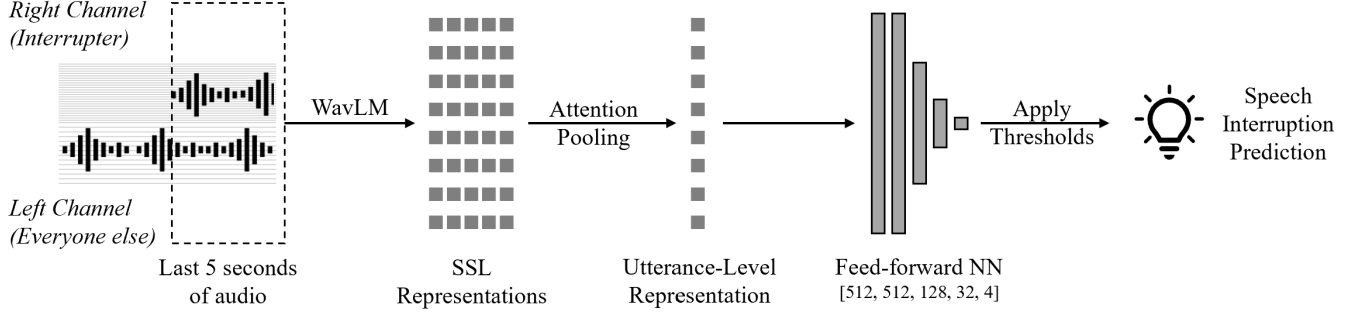 Right Channel
(Interrupter)
Left Channel
(Everyone else)
Last 5 seconds
of audio
WavLM
SSL
Representations
Attention
Pooling
Utterance-Level
Representation
Feed-forward NN
[512, 512, 128, 32, 4]
Apply
Thresholds
Speech
Interruption
Prediction